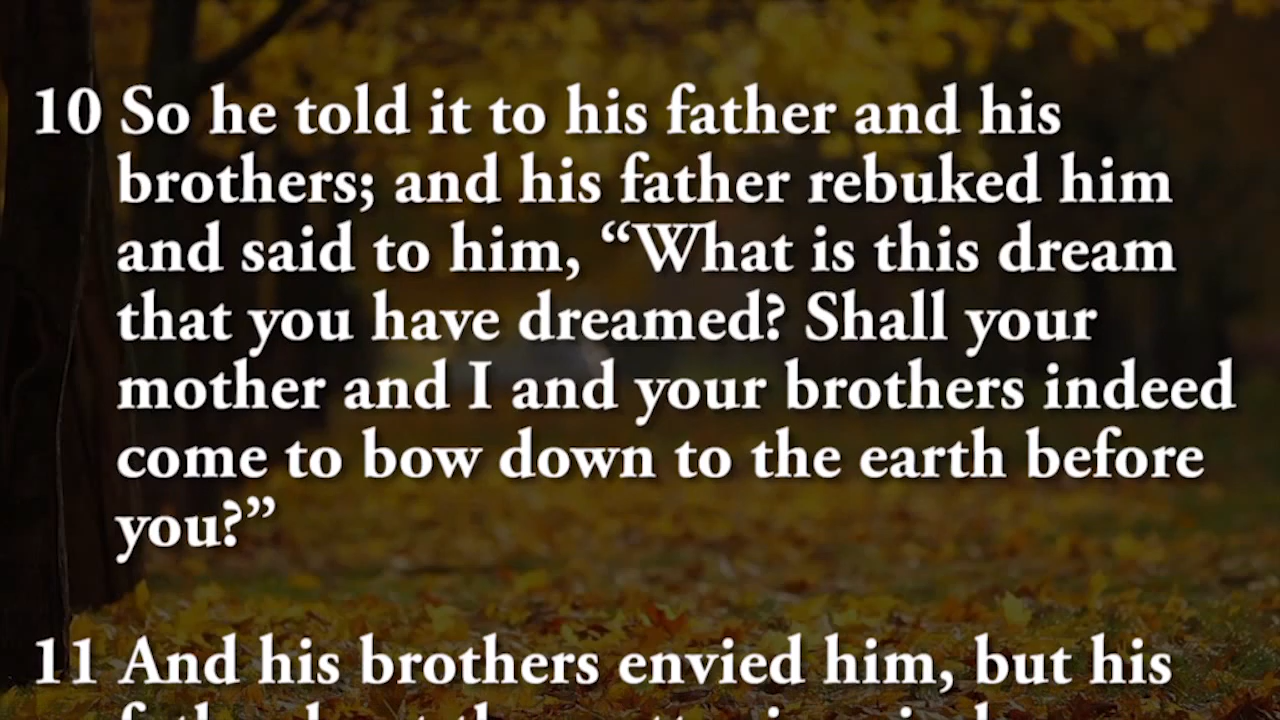 10 So he told it to his father and his
brothers; and his father rebuked him
and said to him, “What is this dream
that you have dreamed? Shall your
mother and I and your brothers indeed
come to bow down to the earth before
you?”
11 And his brothers envied him, but his